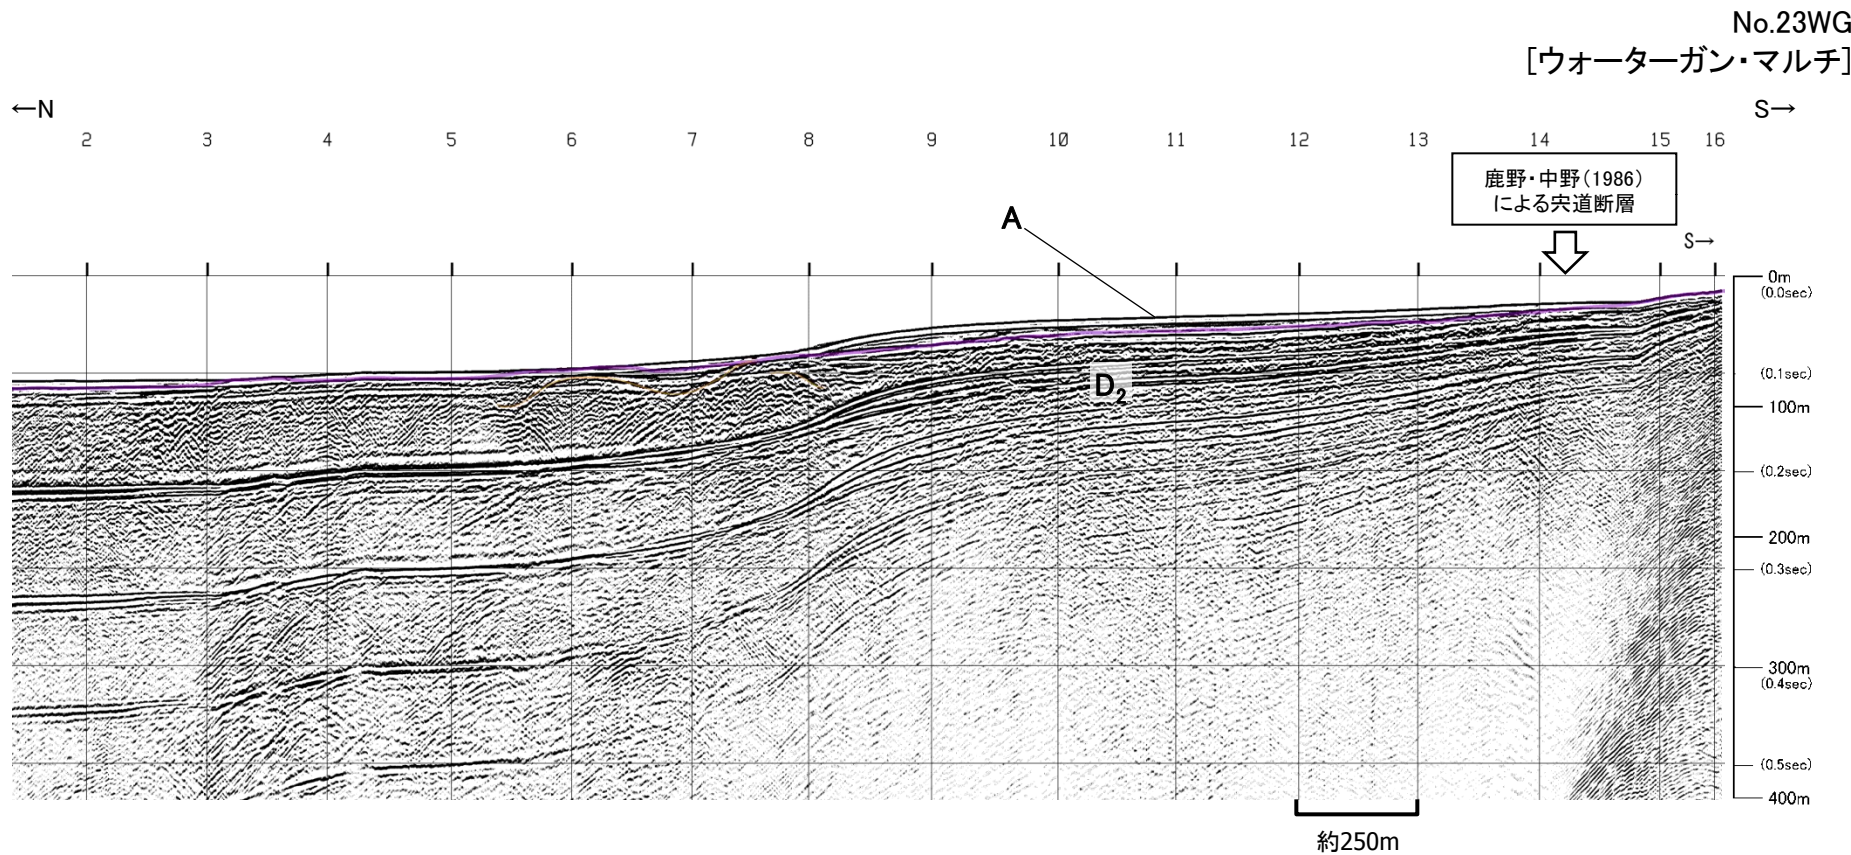 No.23WG
[ウォーターガン・マルチ]
←N
S→
2 3 4 5 6 7 8 9 10 11 12 13 14 15 16
鹿野・中野(1986)
による宍道断層
A
S→
0m
(0.0sec)
D2
(0.1sec)
100m
(0.2sec)
200m
(0.3sec)
300m
(0.4sec)
(0.5sec)
400m
約250m